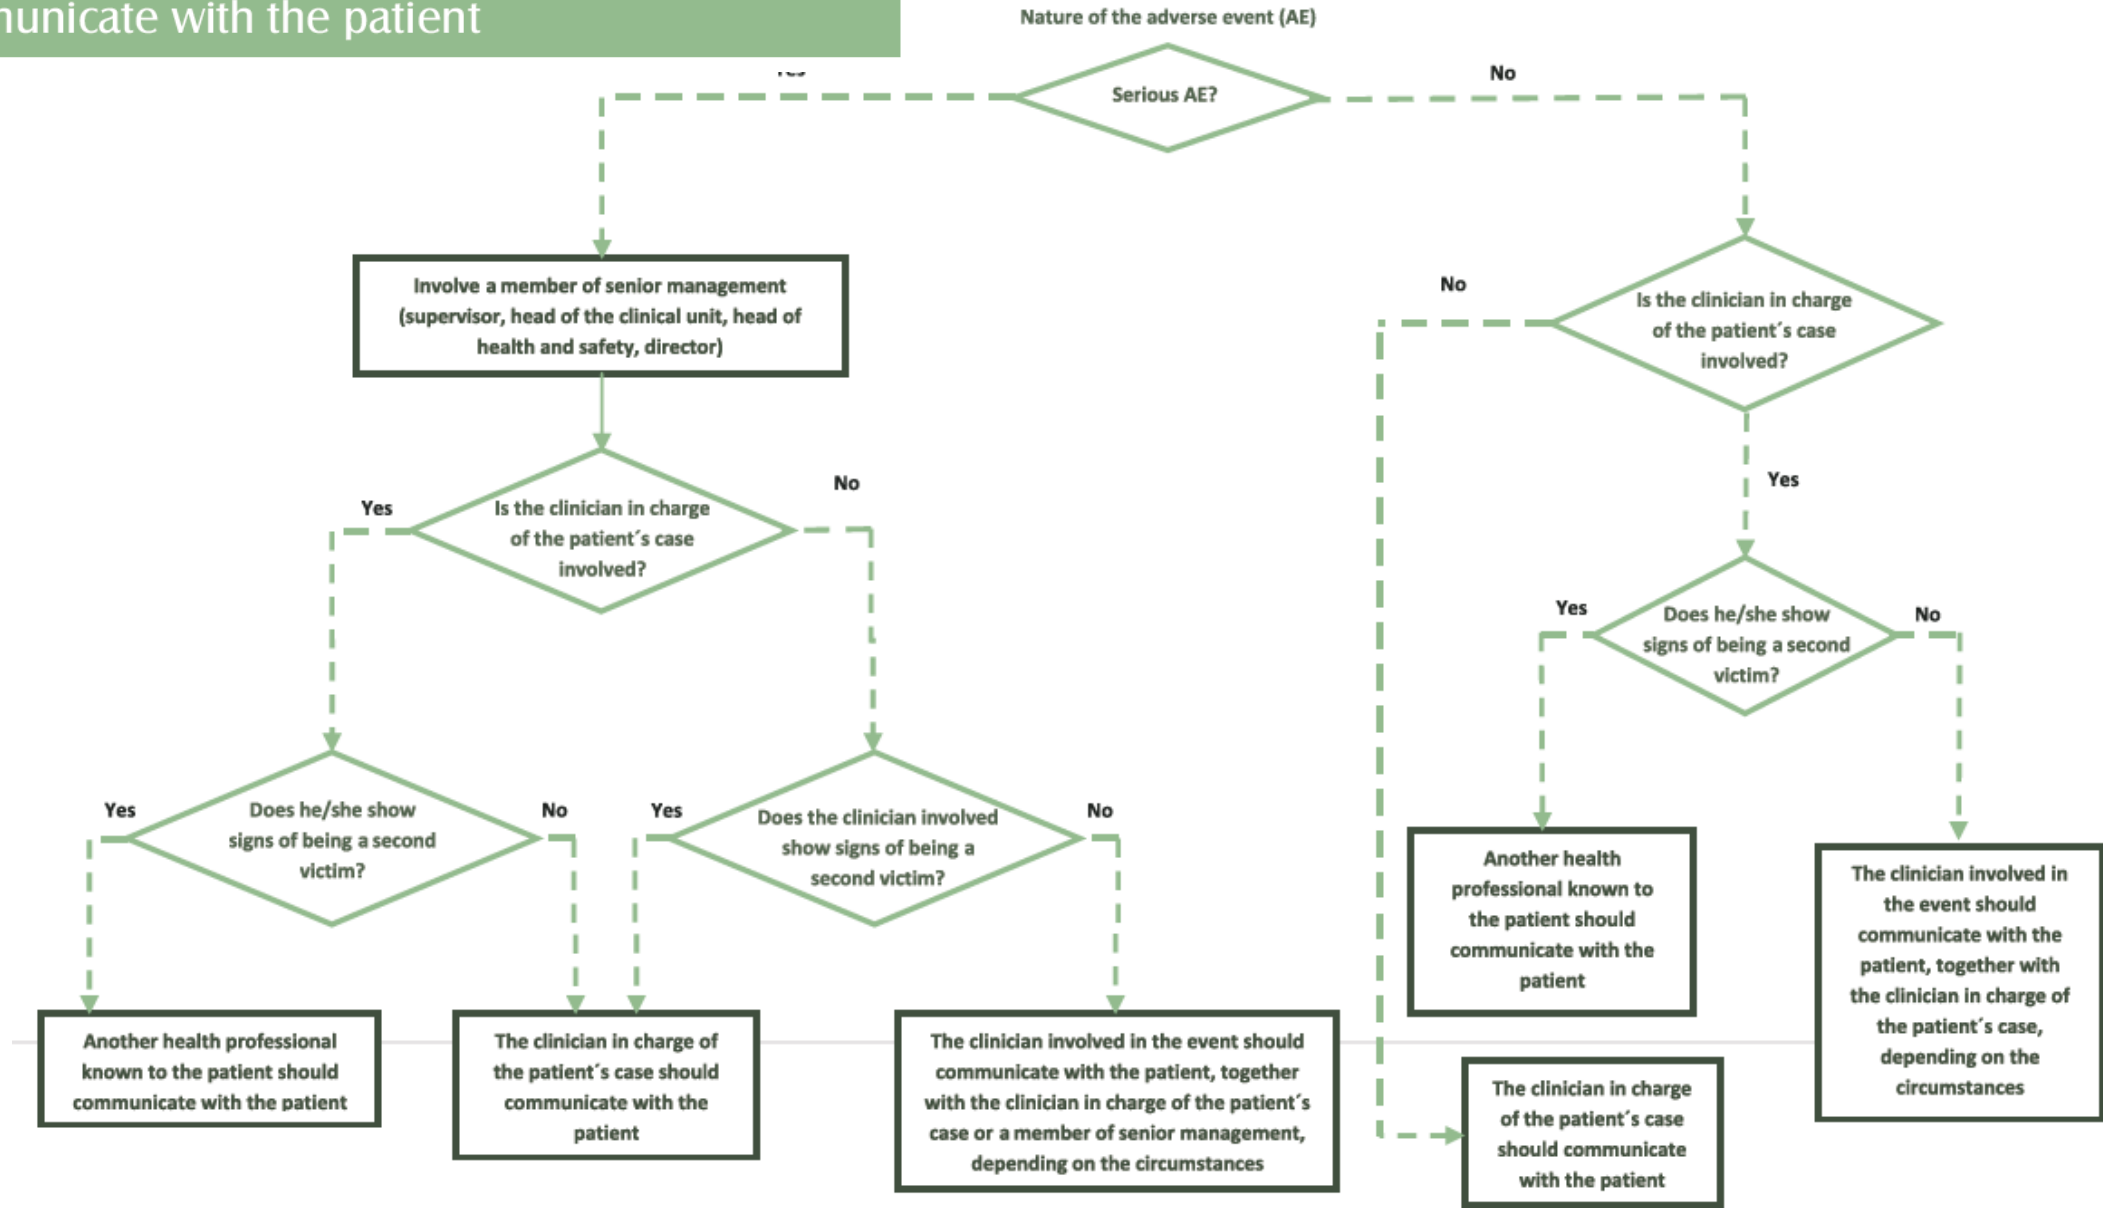 communicate with the patient
Nature of the adverse event (AE)
Serious AE?
Yes
No
Involve a member of senior management
(supervisor, head of the clinical unit, head of
health and safety, director)
No
Is the clinician in charge
of the patient´s case
involved?
Yes
Is the clinician in charge
of the patient´s case
involved?
Yes
No
Does he/she show
signs of being a second
victim?
Yes
No
Does he/she show
signs of being a second
victim?
Yes
No
Does the clinician involved
show signs of being a
second victim?
Yes
No
Another health
professional known to
the patient should
communicate with the
patient
The clinician involved in
the event should
communicate with the
patient, together with
the clinician in charge of
the patient´s case,
depending on the
circumstances
Another health professional
known to the patient should
communicate with the patient
The clinician in charge of
the patient´s case should
communicate with the
patient
The clinician involved in the event should
communicate with the patient, together
with the clinician in charge of the patient´s
case or a member of senior management,
depending on the circumstances
The clinician in charge
of the patient´s case
should communicate
with the patient